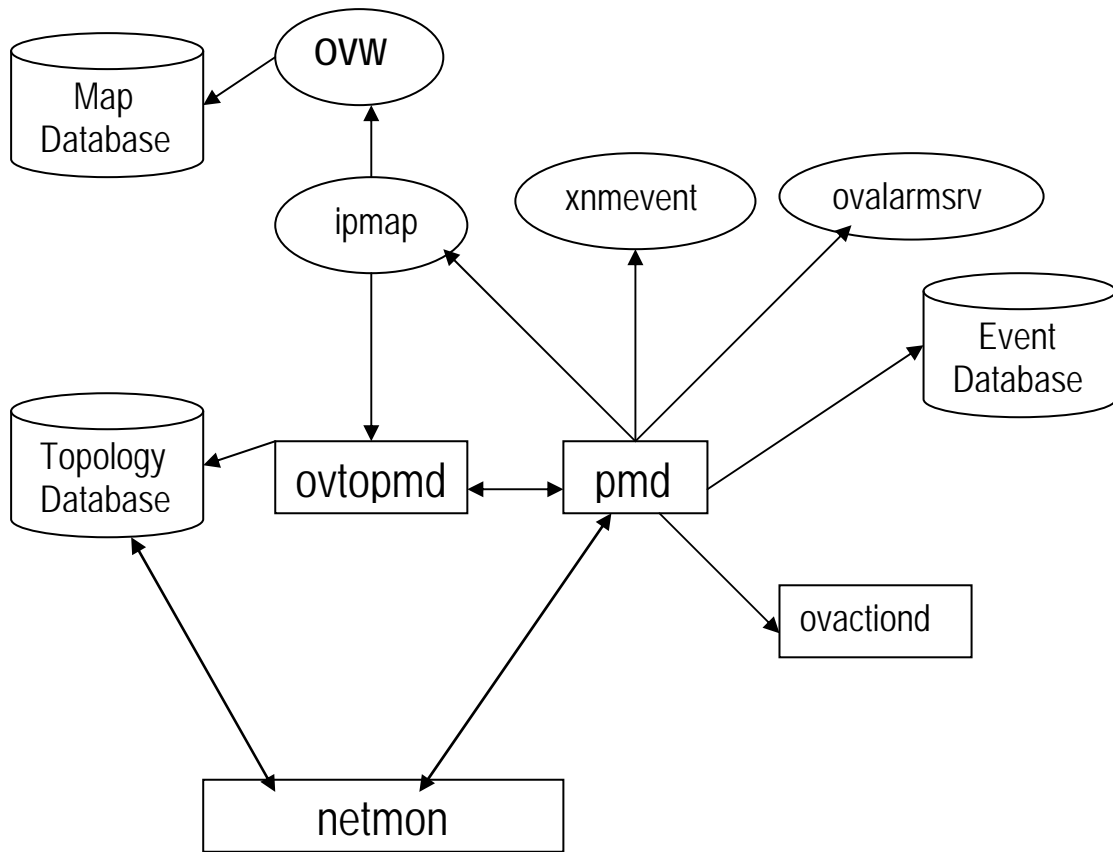 ovw
Map
Database
xnmevent
ovalarmsrv
ipmap
Event
Database
Topology
Database
ovtopmd
pmd
ovactiond
netmon